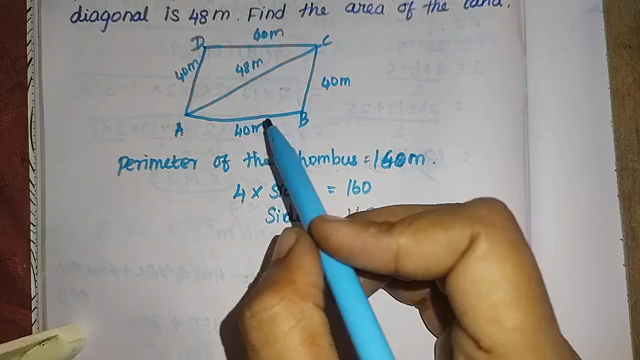 diagonal is 48m. Find the area of the land.
40m
D C
40m 48m 40m
A B
40m
Perimeter of the rhombus = 160m.
4 × = 160